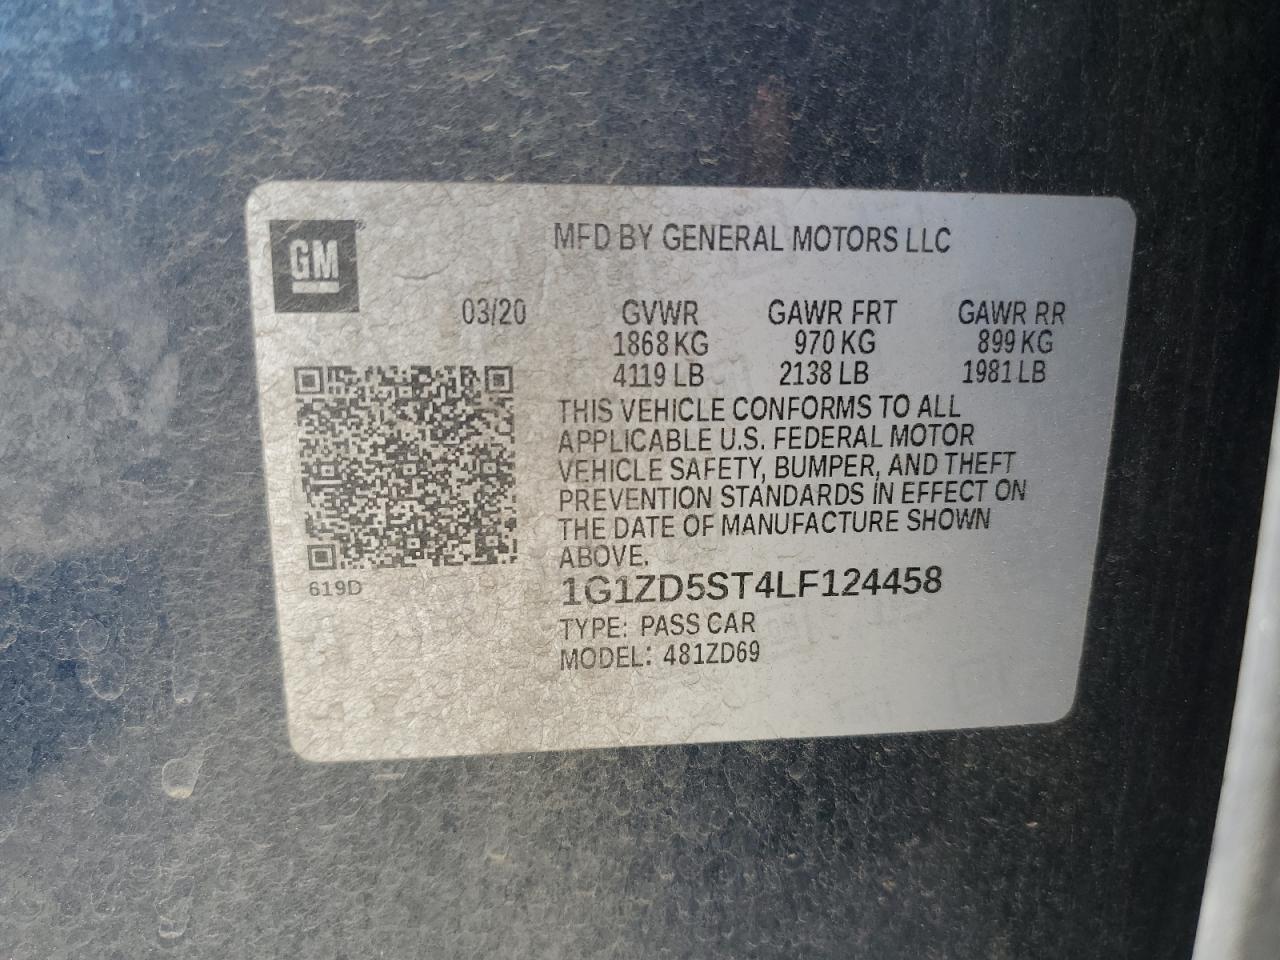 GM
MFD BY GENERAL MOTORS LLC
03/20 GVWR GAWR FRT GAWR RR
1868 KG 970 KG 899 KG
4119 LB 2138 LB 1981 LB
THIS VEHICLE CONFORMS TO ALL
APPLICABLE U.S. FEDERAL MOTOR
VEHICLE SAFETY, BUMPER, AND THEFT
PREVENTION STANDARDS IN EFFECT ON
THE DATE OF MANUFACTURE SHOWN
ABOVE.
619D
1G1ZD5ST4LF124458
TYPE: PASS CAR
MODEL: 481ZD69